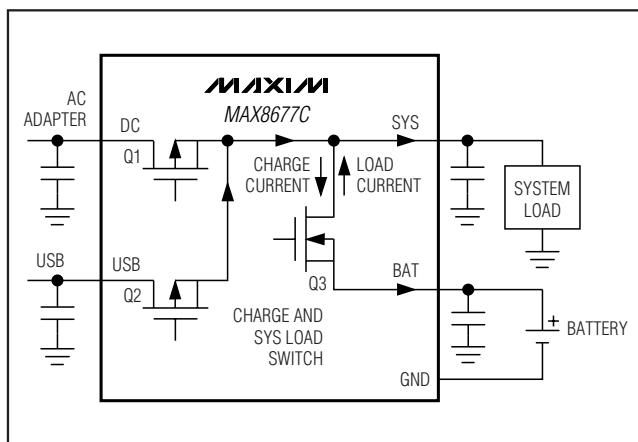 MAXIM
MAX8677C
AC
ADAPTER
DC
Q1
SYS
CHARGE
CURRENT
LOAD
CURRENT
SYSTEM
LOAD
USB
USB
Q2
Q3
BAT
CHARGE AND
SYS LOAD
SWITCH
+
BATTERY
GND